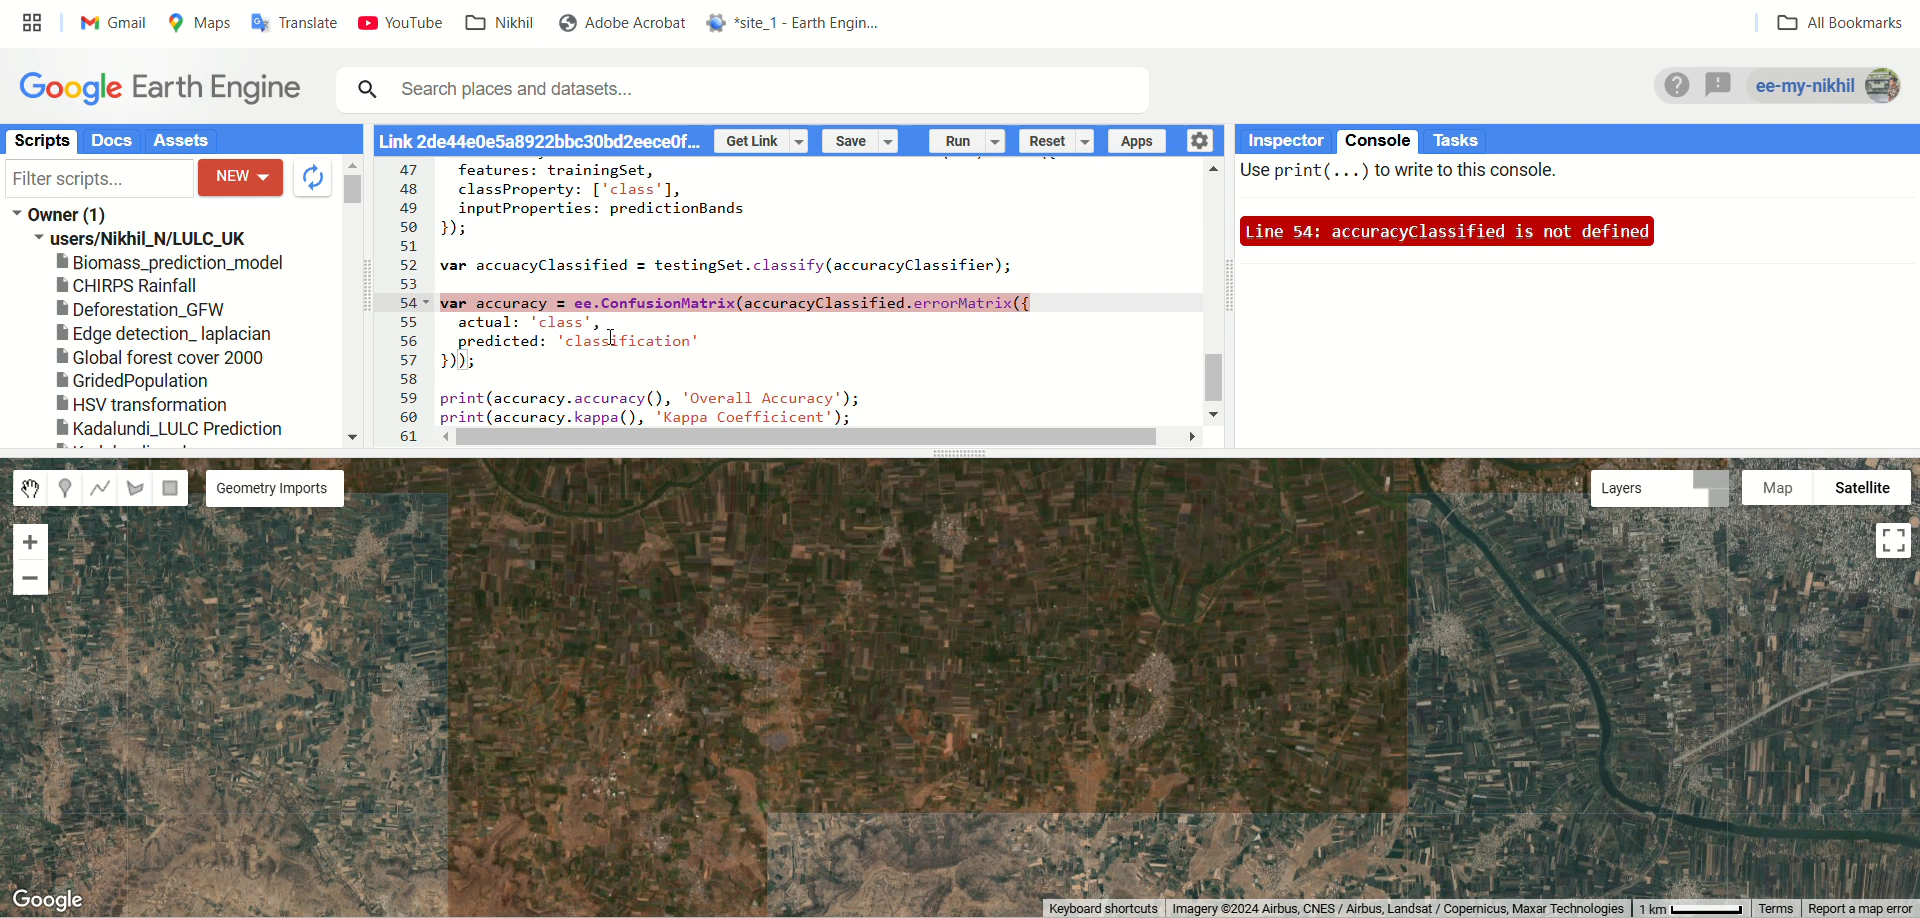 Gmail Maps Translate YouTube Nikhil Adobe Acrobat *site_1 - Earth Engin... All Bookmarks
Google Earth Engine Search places and datasets... ee-my-nikhil
Scripts Docs Assets
Filter scripts... NEW
Owner (1)
users/Nikhil_N/LULC_UK
Biomass_prediction_model
CHIRPS Rainfall
Deforestation_GFW
Edge detection_ laplacian
Global forest cover 2000
GridedPopulation
HSV transformation
Kadalundi_LULC Prediction
Link 2de44e0e5a8922bbc30bd2eece0f... Get Link Save Run Reset Apps
47 features: trainingSet,
48 classProperty: ['class'],
49 inputProperties: predictionBands
50 });
51
52 var accuacyClassified = testingSet.classify(accuracyClassifier);
53
54 var accuracy = ee.ConfusionMatrix(accuracyClassified.errorMatrix({
55 actual: 'class',
56 predicted: 'classification'
57 }));
58
59 print(accuracy.accuracy(), 'Overall Accuracy');
60 print(accuracy.kappa(), 'Kappa Coefficicent');
61
Inspector Console Tasks
Use print(...) to write to this console.
Line 54: accuracyClassified is not defined
Geometry Imports
Layers Map Satellite
+
−
Google
Keyboard shortcuts Imagery ©2024 Airbus, CNES / Airbus, Landsat / Copernicus, Maxar Technologies 1 km Terms Report a map error